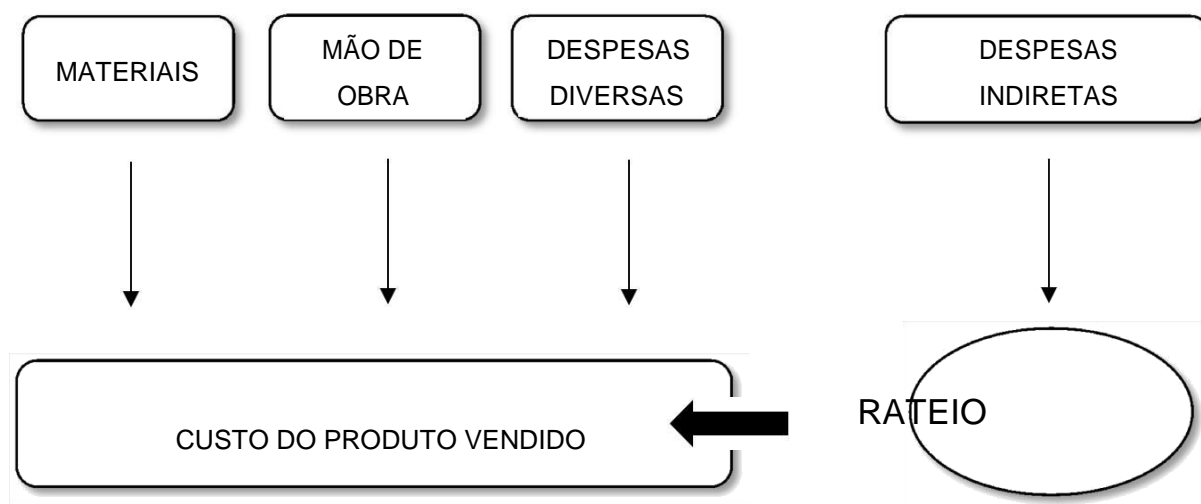 MATERIAIS
MÃO DE
OBRA
DESPESAS
DIVERSAS
DESPESAS
INDIRETAS
RATEIO
CUSTO DO PRODUTO VENDIDO